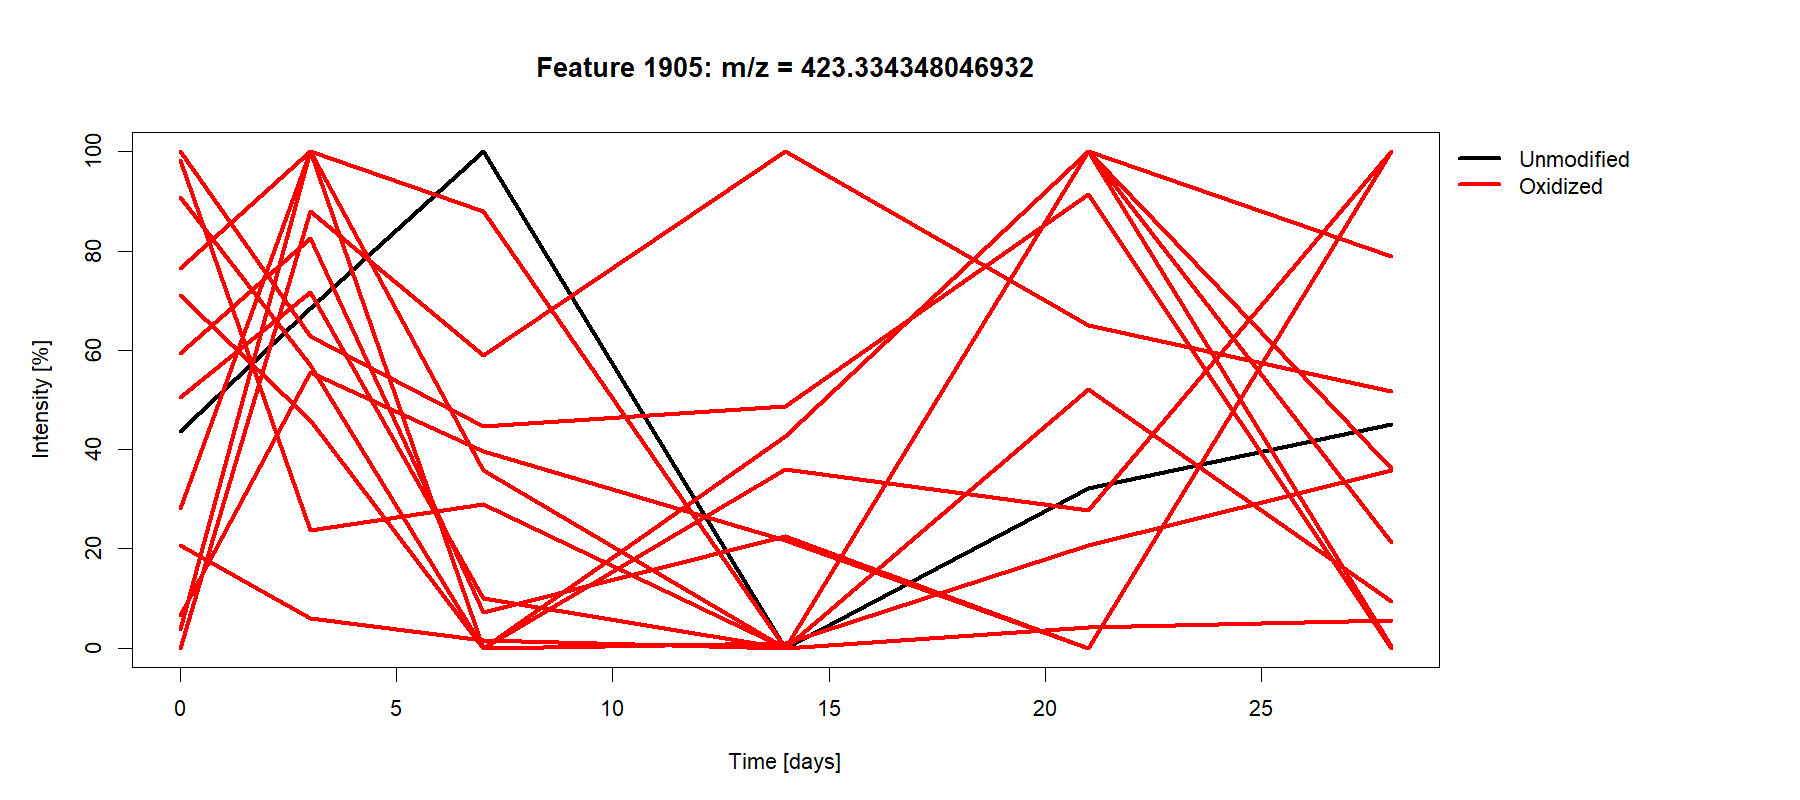 Feature 1905: m/z = 423.334348046932
Unmodified
Oxidized
Intensity [%]
100
80
60
40
20
0
0 5 10 15 20 25
Time [days]